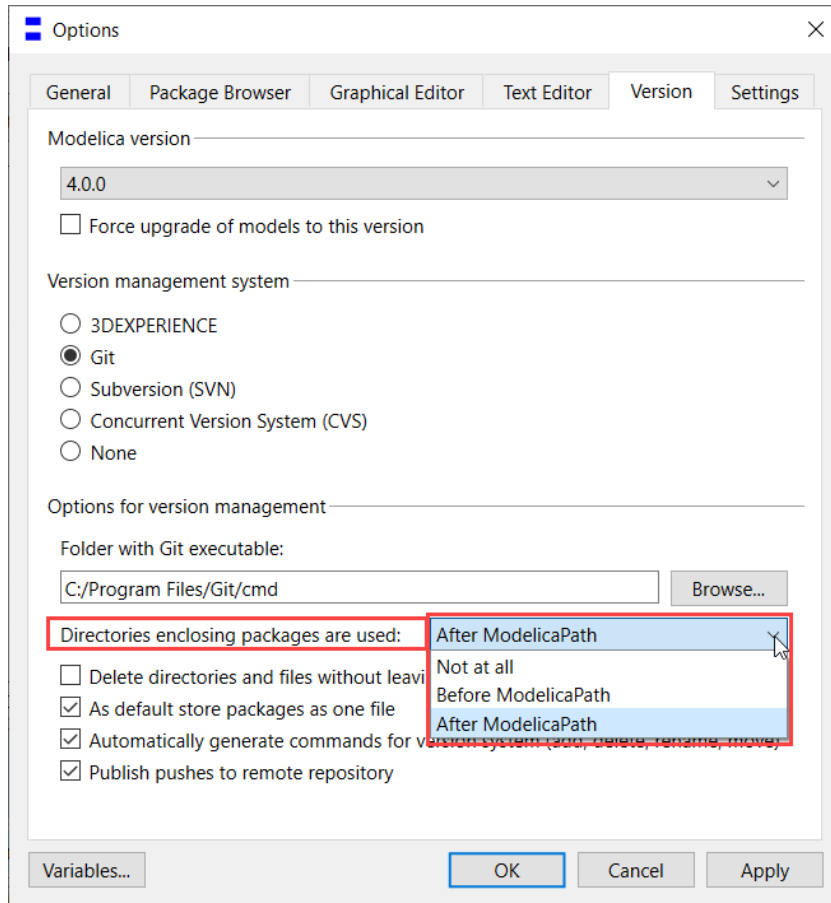 Options
General Package Browser Graphical Editor Text Editor Version Settings
Modelica version
4.0.0
Force upgrade of models to this version
Version management system
3DEXPERIENCE
Git
Subversion (SVN)
Concurrent Version System (CVS)
None
Options for version management
Folder with Git executable:
C:/Program Files/Git/cmd Browse...
Directories enclosing packages are used: After ModelicaPath
Not at all
Before ModelicaPath
After ModelicaPath
Delete directories and files without
As default store packages as one file
Automatically generate commands for version system (add, delete, rename, move)
Publish pushes to remote repository
Variables... OK Cancel Apply